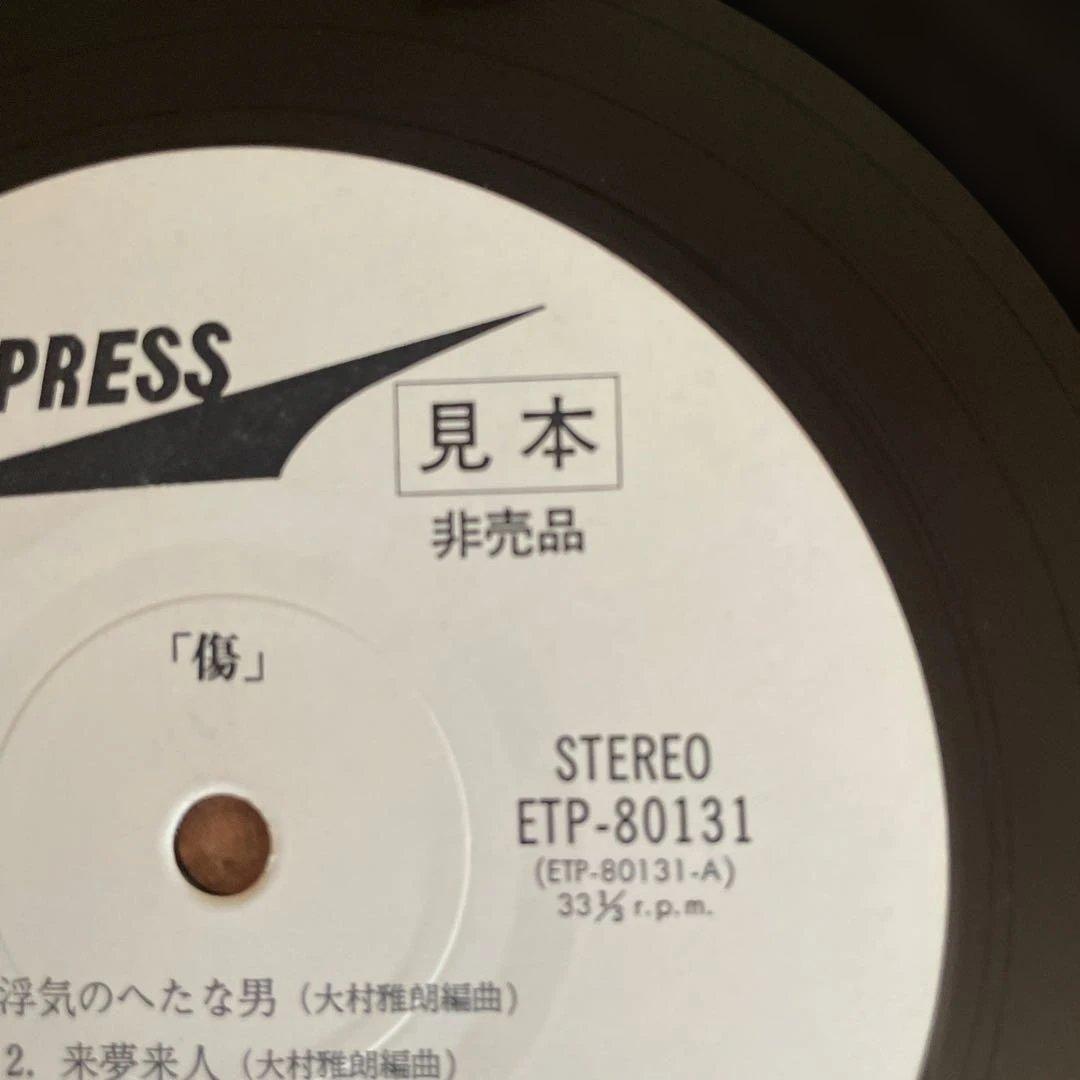 PRESS
見本
非売品
「傷」
STEREO
ETP-80131
(ETP-80131-A)
33⅓ r.p.m.
浮気のへたな男 (大村雅朗編曲)
2. 来夢来人 (大村雅朗編曲)